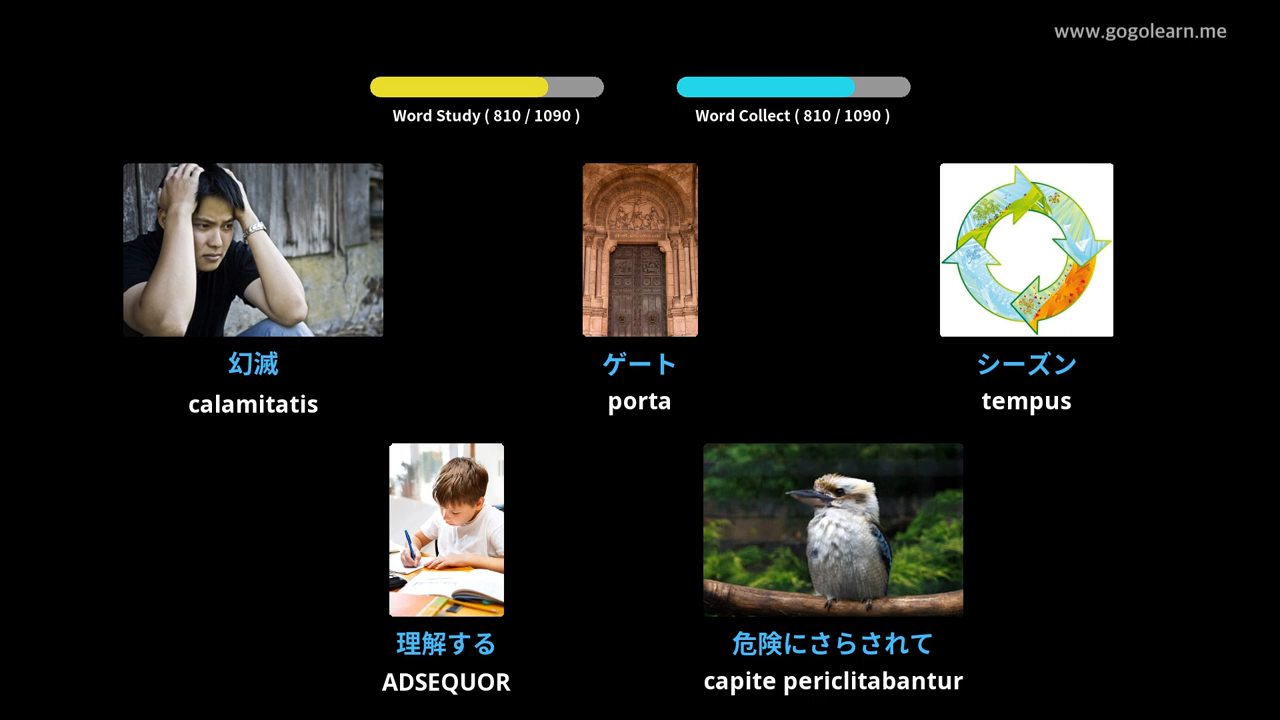 www.gogolearn.me
Word Study ( 810 / 1090 )
Word Collect ( 810 / 1090 )
幻滅
calamitatis
ゲート
porta
シーズン
tempus
理解する
ADSEQUOR
危険にさらされて
capite periclitabantur